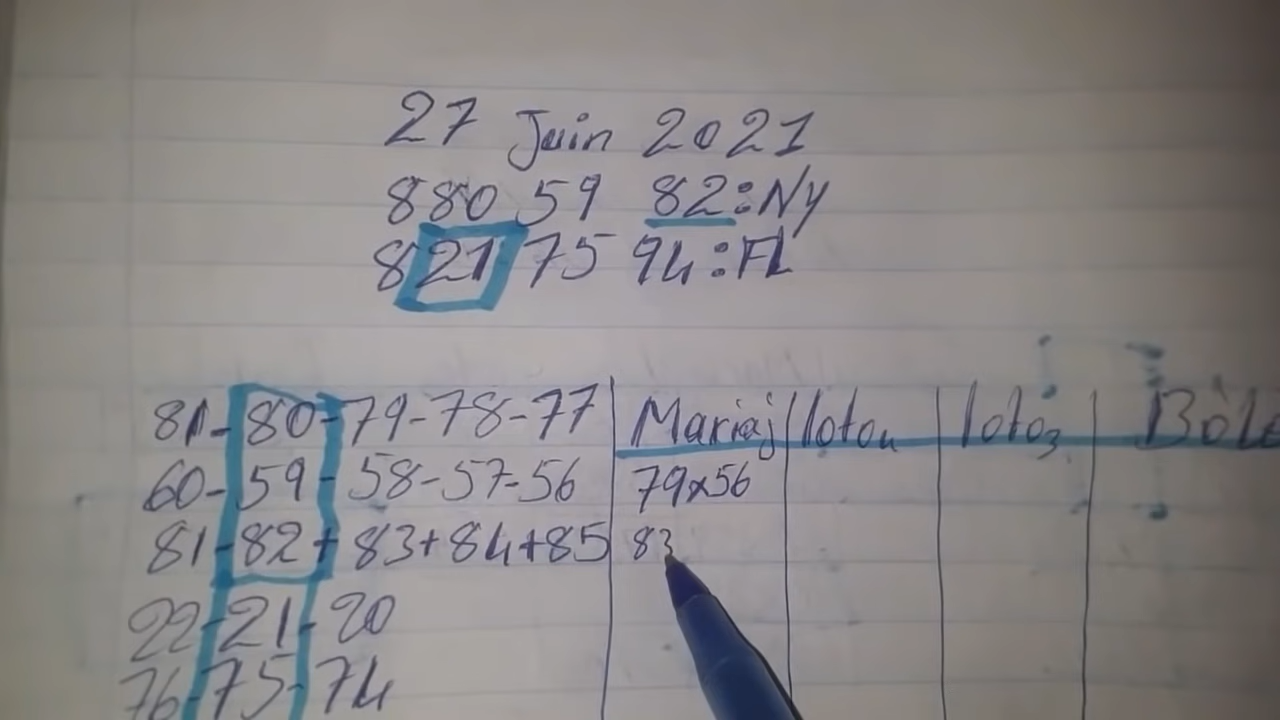 27 Juin 2021
880 59 82:Ny
821 75 94:FL
81-80-79-78-77 Mariaj loto4 loto3
60-59-58-57-56 79x56
81-82+83+84+85 83
22-21-20
76-75-74